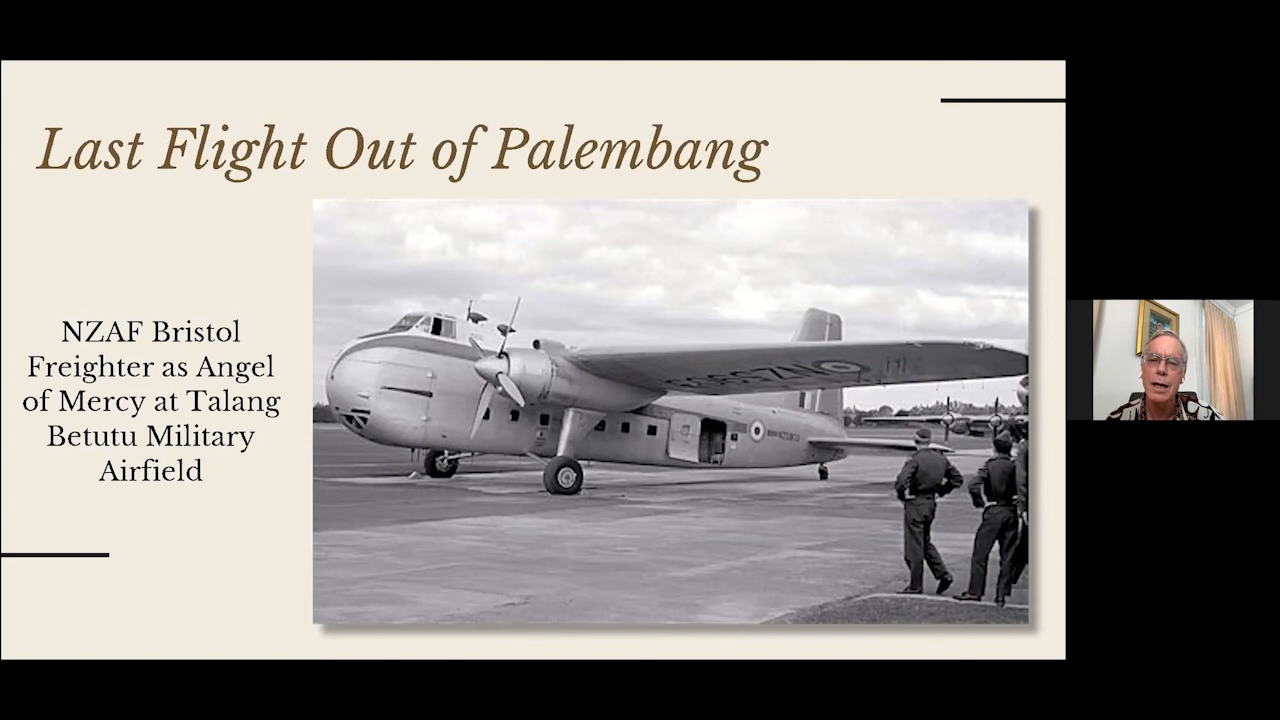 Last Flight Out of Palembang
NZAF Bristol
Freighter as Angel
of Mercy at Talang
Betutu Military
Airfield